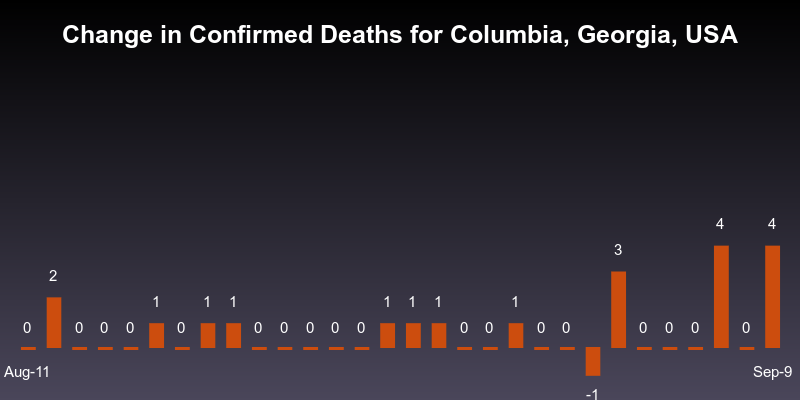 Change in Confirmed Deaths for Columbia, Georgia, USA
4 4
3
2
1 1 1 1 1 1 1
0 0 0 0 0 0 0 0 0 0 0 0 0 0 0 0 0 0
Aug-11 Sep-9
-1